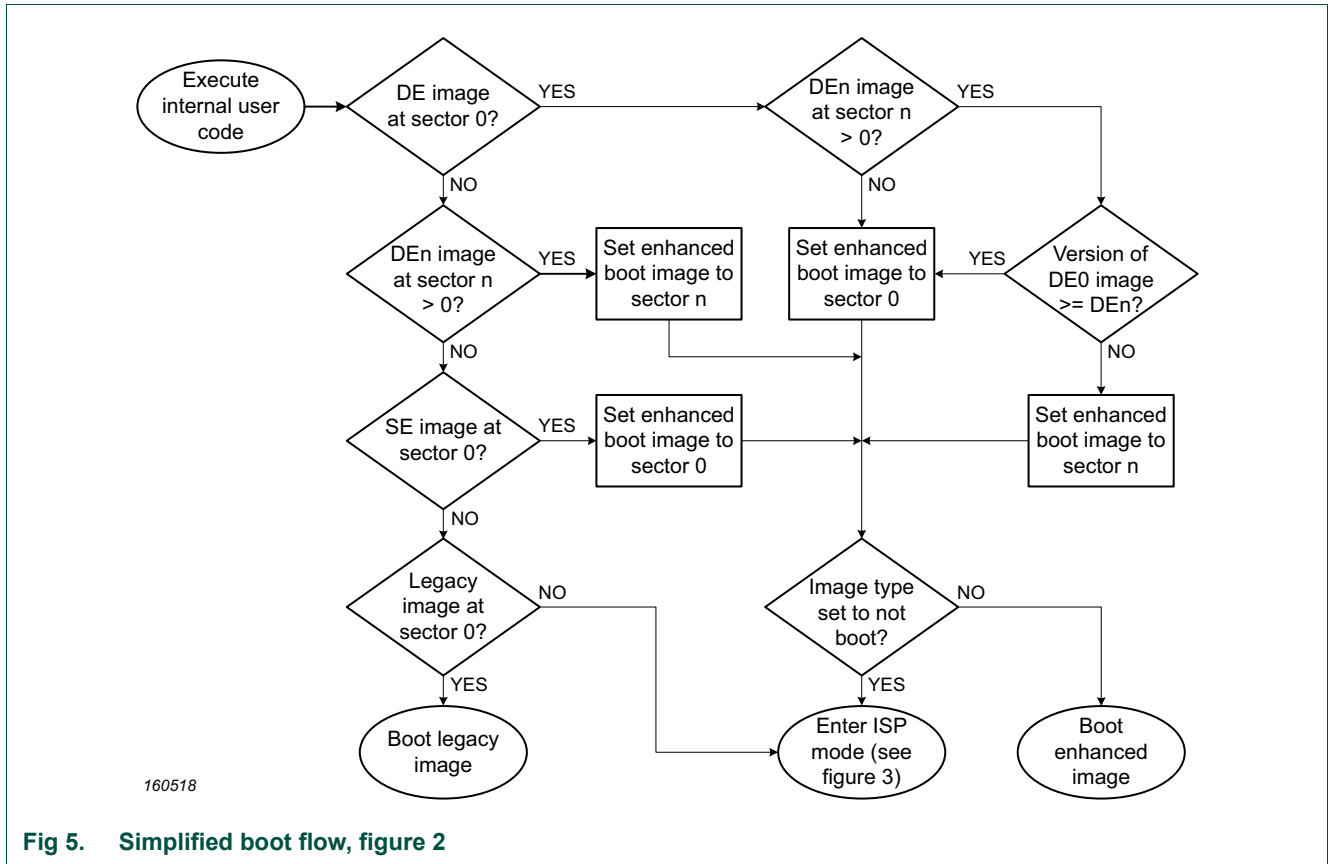 Execute
internal user
code
DE image
at sector 0?
YES
DEn image
at sector n
> 0?
YES
NO
NO
DEn image
at sector n
> 0?
YES
Set enhanced
boot image to
sector n
Set enhanced
boot image to
sector 0
YES
Version of
DE0 image
>= DEn?
NO
NO
SE image at
sector 0?
YES
Set enhanced
boot image to
sector 0
Set enhanced
boot image to
sector n
NO
Legacy
image at
sector 0?
NO
Image type
set to not
boot?
NO
YES
YES
Boot legacy
image
Enter ISP
mode (see
figure 3)
Boot
enhanced
image
160518
Fig 5. Simplified boot flow, figure 2